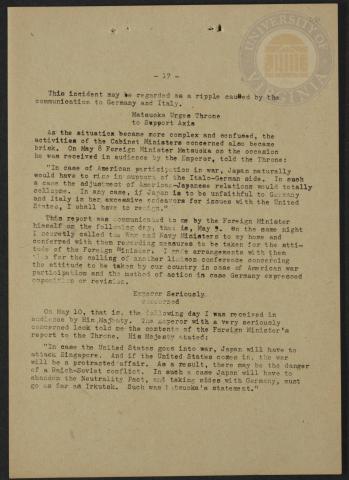 - 17 -
This incident may be regarded as a ripple caused by the
communication to Germany and Italy.
Matsuoka Urges Throne
to Support Axis
As the situation became more complex and confused, the
activities of the Cabinet Ministers concerned also became
brisk. On May 8 Foreign Minister Matsuoka on the occasion
he was received in audience by the Emperor, told the Throne:
"In case of American participation in war, Japan naturally
would have to rise in support of the Italo-German side. In such
a case the adjustment of American-Japanese relations would totally
collapse. In any case, if Japan is to be unfaithful to Germany
and Italy in her excessive endeavors for issues with the United
States, I shall have to resign."
This report was communicated to me by the Foreign Minister
himself on the following day, that is, May 9. On the same night
I secretly called the War and Navy Ministers to my home and
conferred with them regarding measures to be taken for the atti-
tude of the Foreign Minister. I made arrangements with them
also for the calling of another liaison conference concerning
the attitude to be taken by our country in case of American war
participation and the method of action in case Germany expressed
opposition or revision.
Emperor Seriously
Concerned
On May 10, that is, the following day I was received in
audience by His Majesty. The Emperor with a very seriously
concerned look told me the contents of the Foreign Minister's
report to the Throne. His Majesty stated:
"In case the United States goes into war, Japan will have to
attack Singapore. And if the United States comes in, the war
will be a protracted affair. As a result, there may be the danger
of a Reich-Soviet conflict. In such a case Japan will have to
abandon the Neutrality Pact, and taking sides with Germany, must
go as far as Irkutsk. Such was Matsuoka's statement."
UNIVERSITY OF VIRGINIA